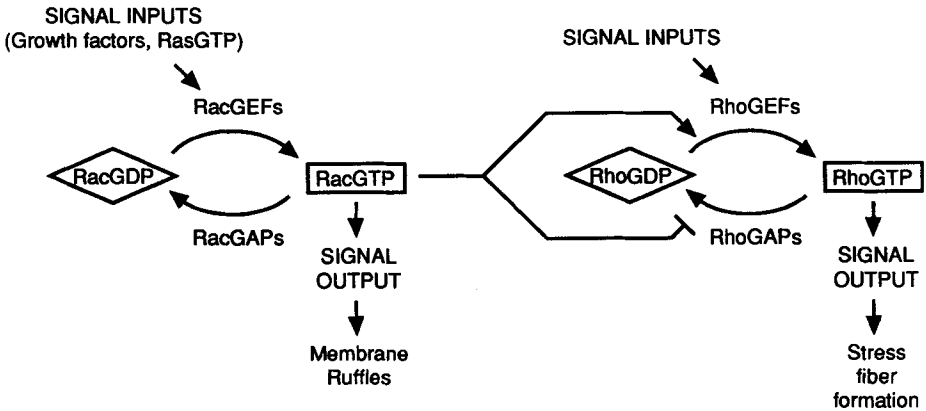 SIGNAL INPUTS
(Growth factors, RasGTP)
RacGEFs
RacGDP
RacGTP
RacGAPs
SIGNAL
OUTPUT
Membrane
Ruffles
SIGNAL INPUTS
RhoGEFs
RhoGDP
RhoGTP
RhoGAPs
SIGNAL
OUTPUT
Stress
fiber
formation